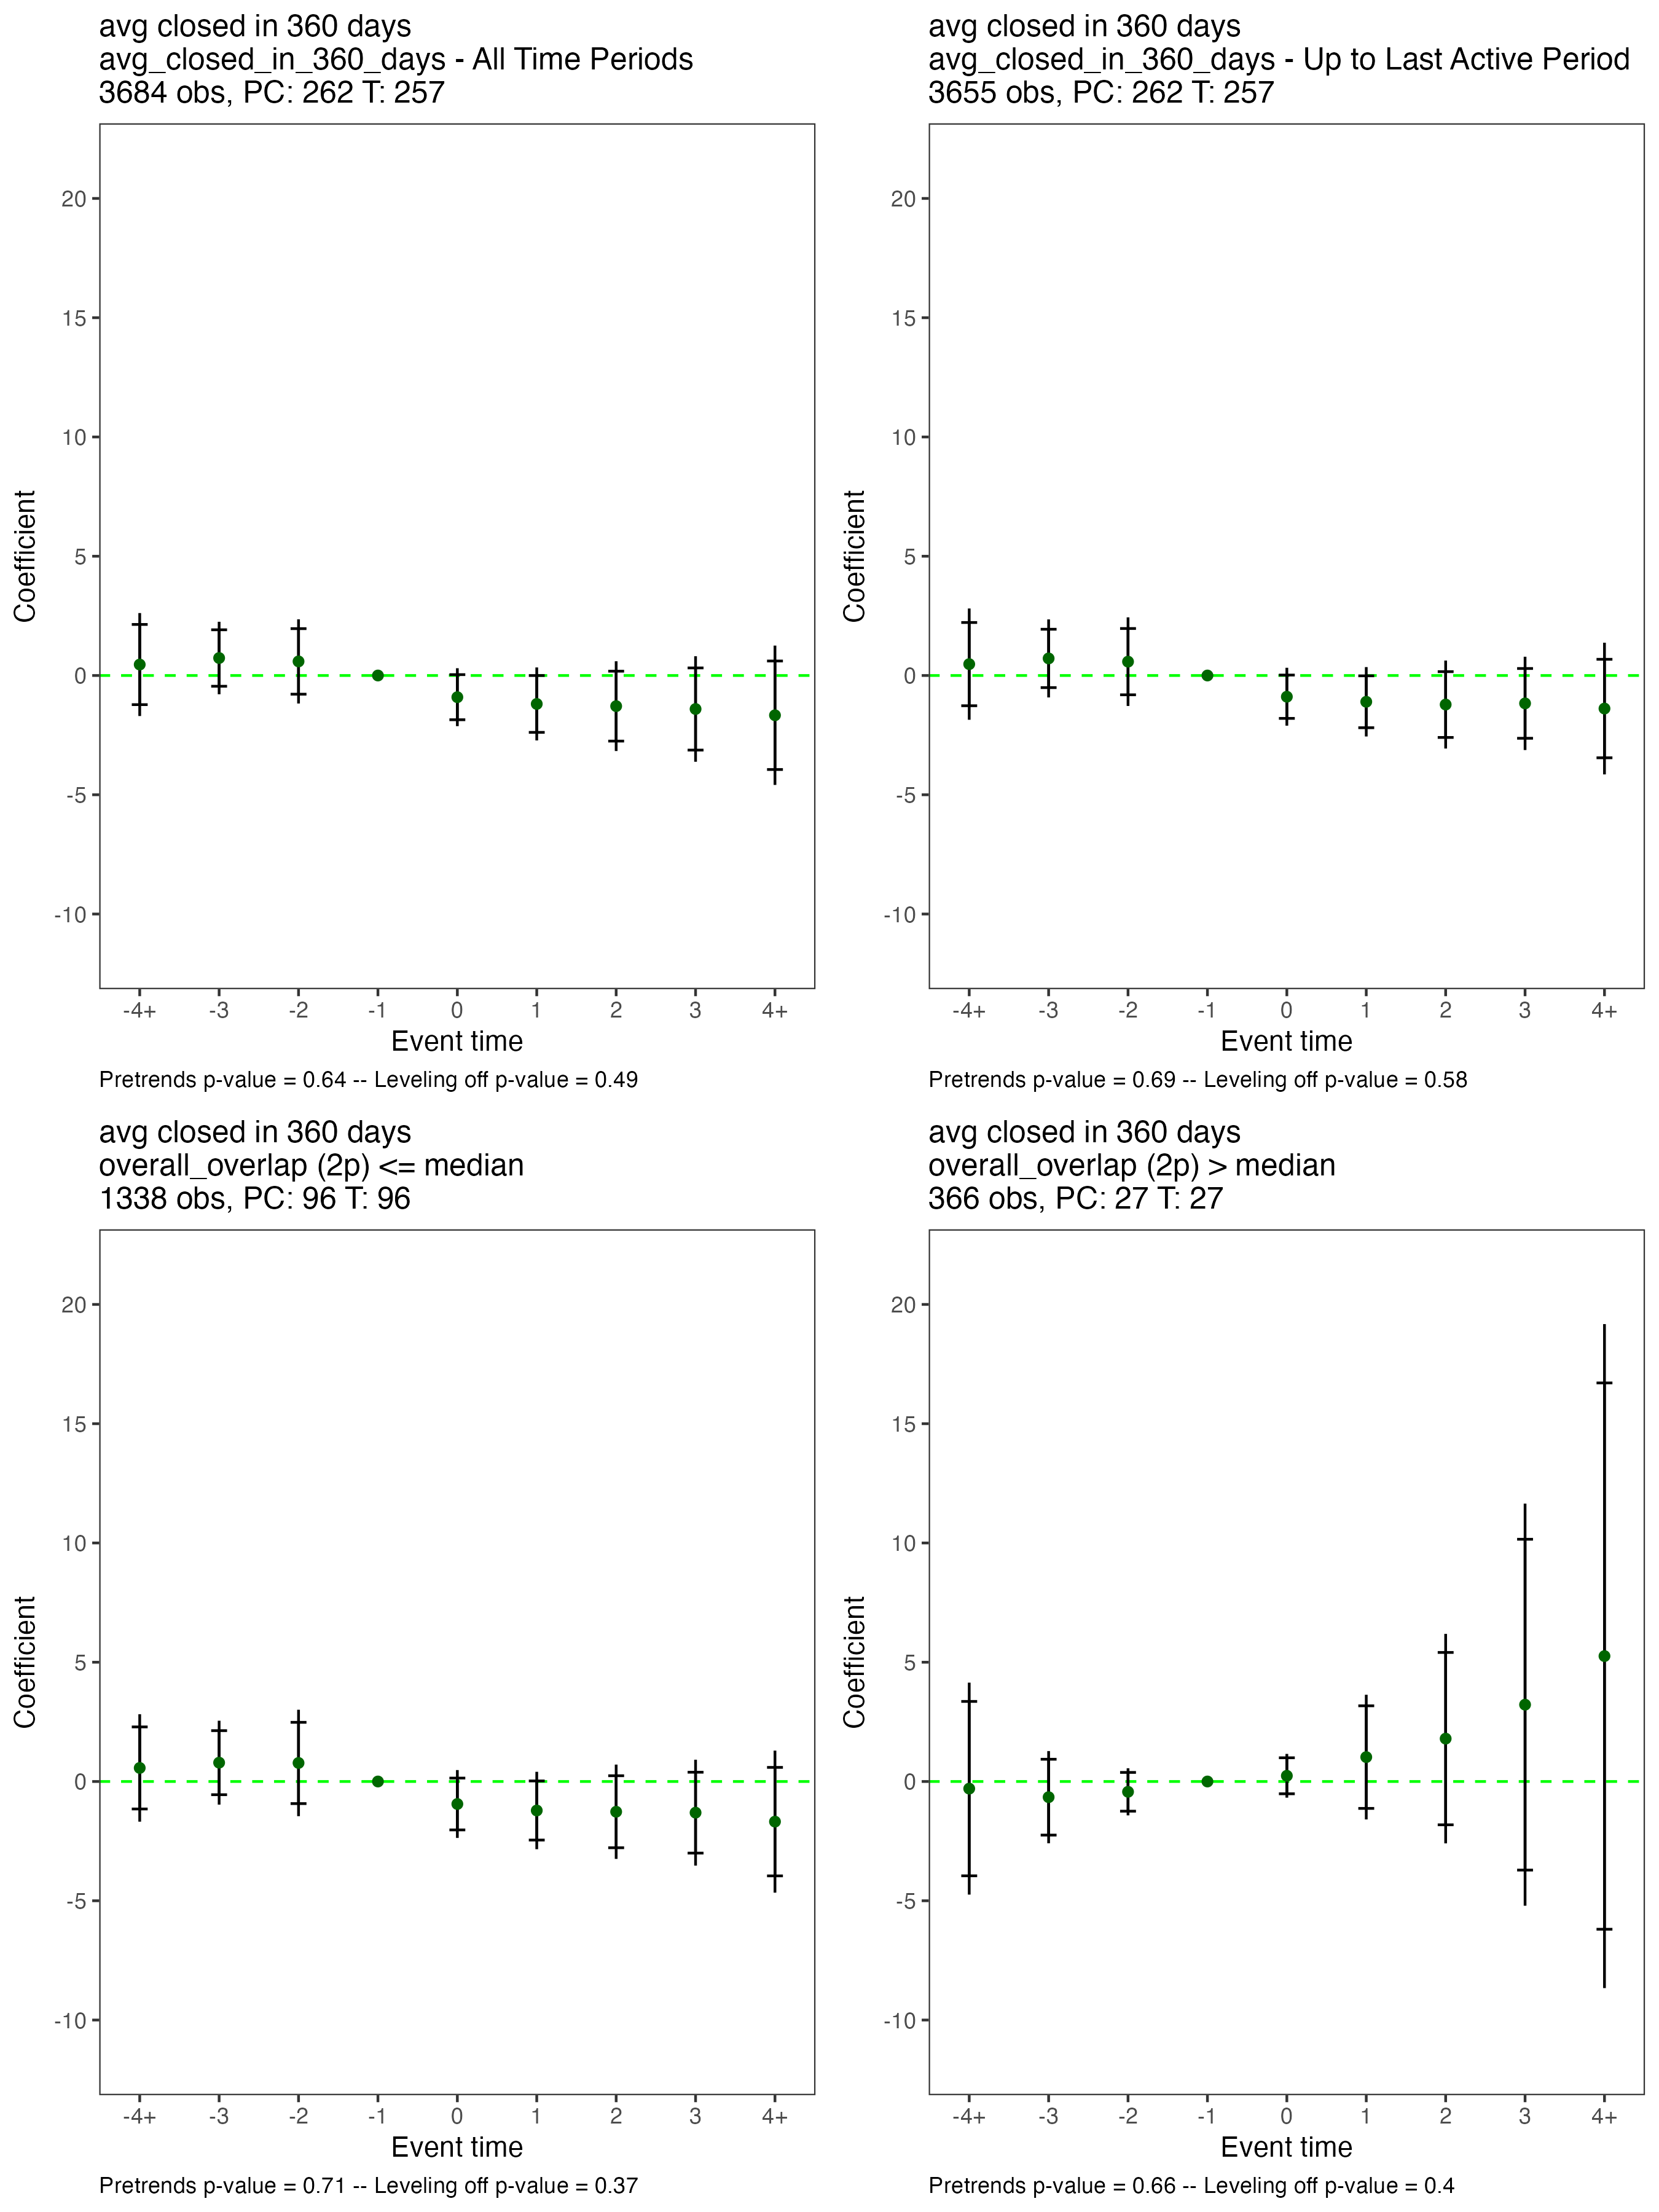 avg closed in 360 days
avg_closed_in_360_days - All Time Periods
3684 obs, PC: 262 T: 257
Coefficient
20
15
10
5
0
-5
-10
-4+ -3 -2 -1 0 1 2 3 4+
Event time
Pretrends p-value = 0.64 -- Leveling off p-value = 0.49
avg closed in 360 days
avg_closed_in_360_days - Up to Last Active Period
3655 obs, PC: 262 T: 257
Coefficient
20
15
10
5
0
-5
-10
-4+ -3 -2 -1 0 1 2 3 4+
Event time
Pretrends p-value = 0.69 -- Leveling off p-value = 0.58
avg closed in 360 days
overall_overlap (2p) <= median
1338 obs, PC: 96 T: 96
Coefficient
20
15
10
5
0
-5
-10
-4+ -3 -2 -1 0 1 2 3 4+
Event time
Pretrends p-value = 0.71 -- Leveling off p-value = 0.37
avg closed in 360 days
overall_overlap (2p) > median
366 obs, PC: 27 T: 27
Coefficient
20
15
10
5
0
-5
-10
-4+ -3 -2 -1 0 1 2 3 4+
Event time
Pretrends p-value = 0.66 -- Leveling off p-value = 0.4